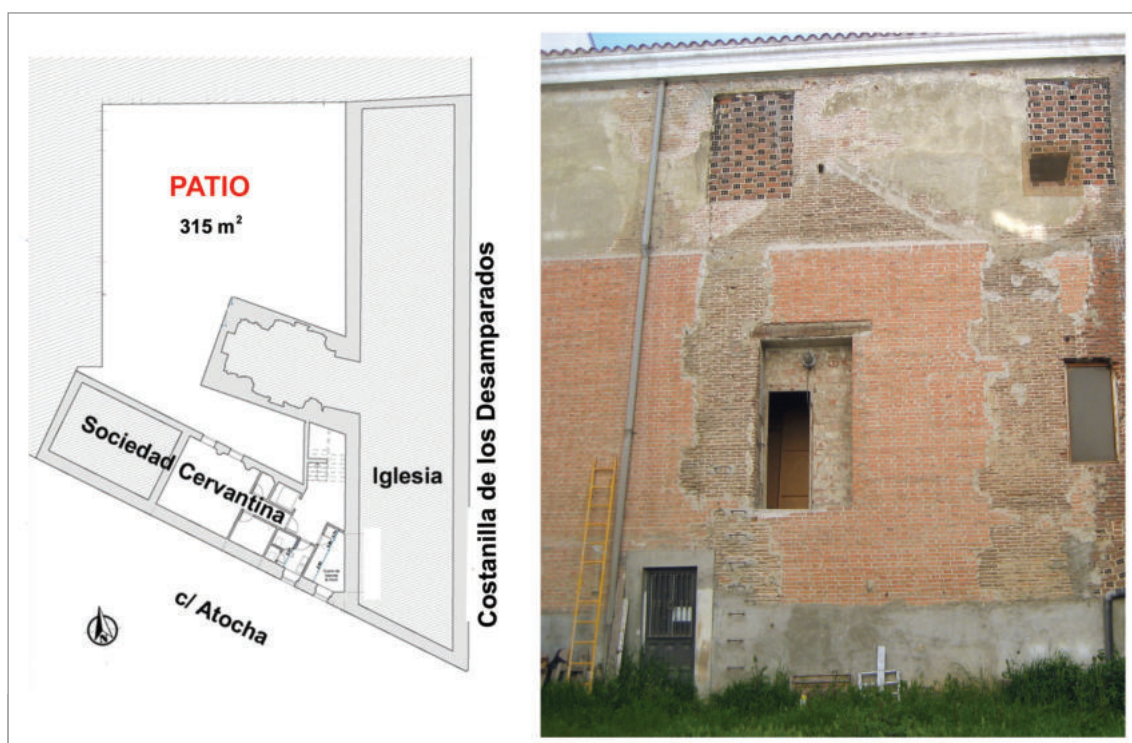 PATIO
315 m²
Costanilla de los Desamparados
Iglesia
Sociedad Cervantina
c/ Atocha
N